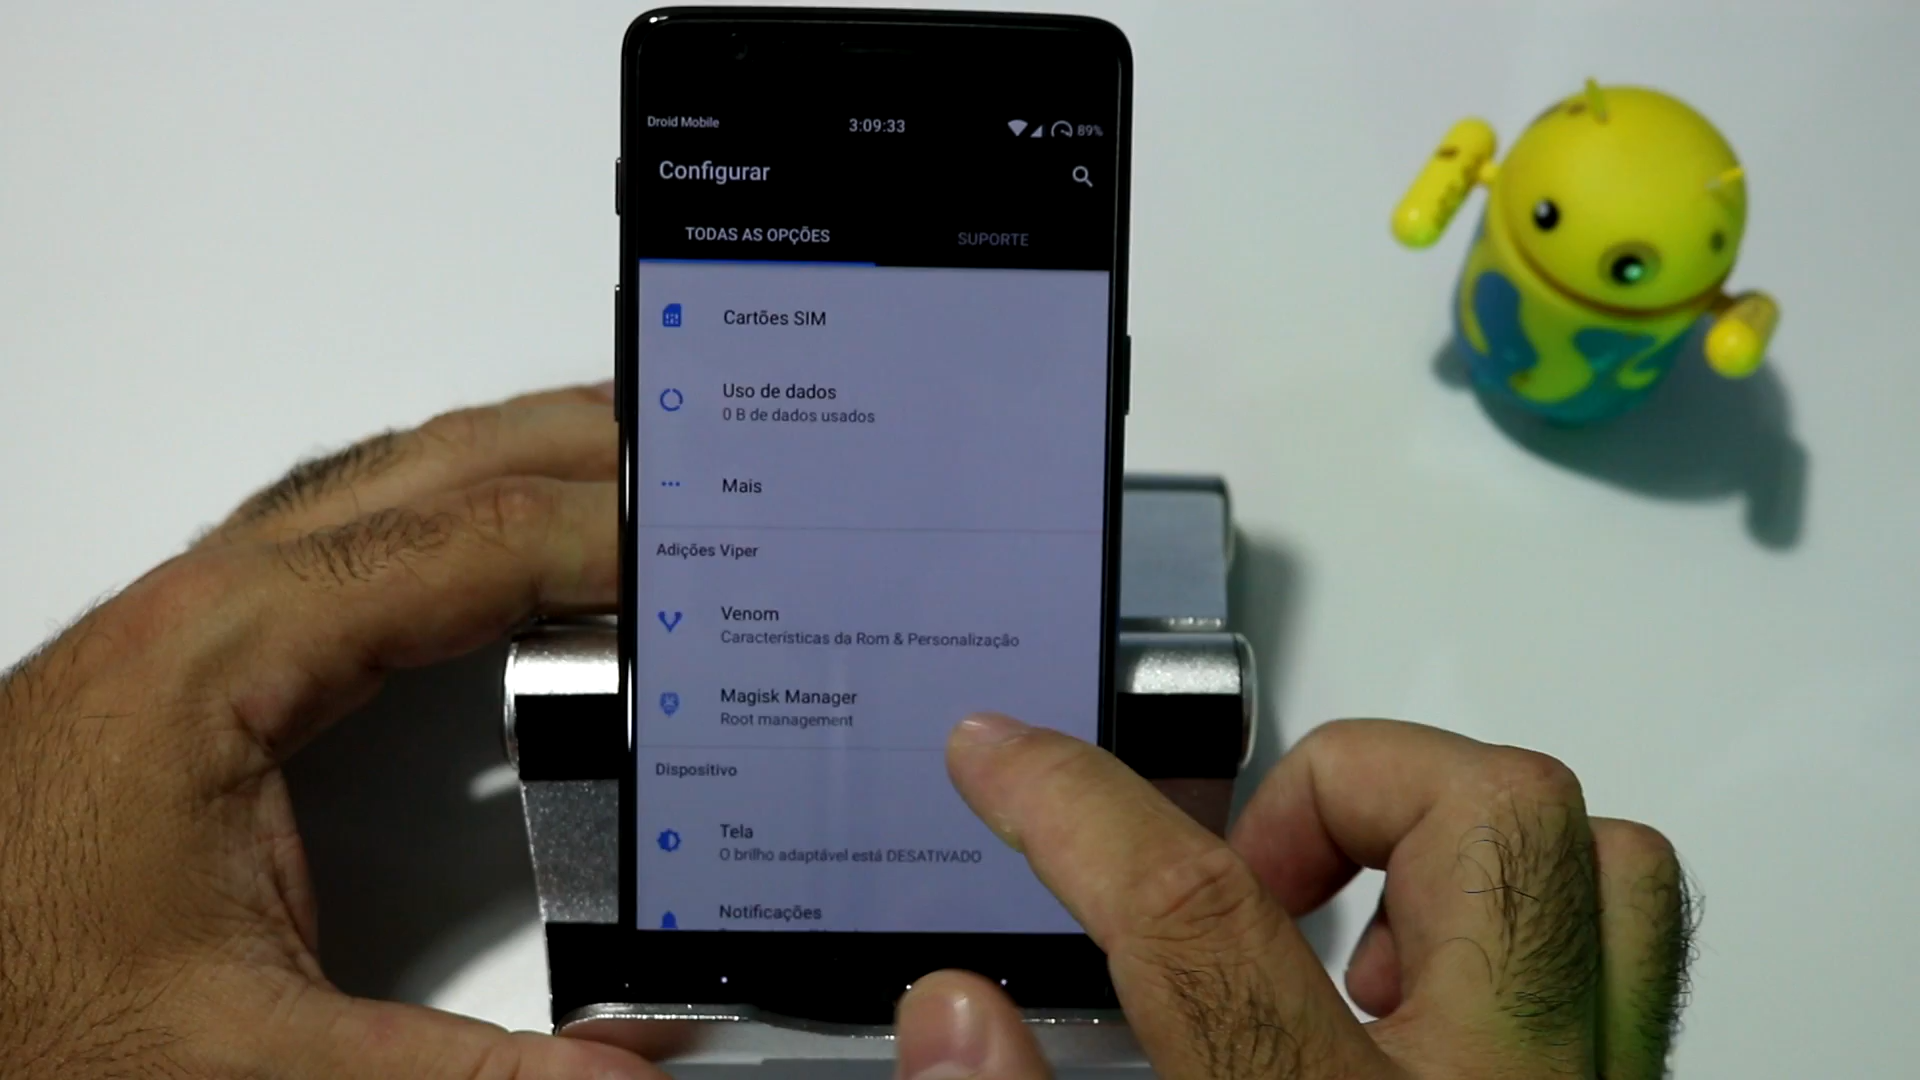 Droid Mobile
3:09:33
89%
Configurar
TODAS AS OPÇÕES
SUPORTE
Cartões SIM
Uso de dados
0 B de dados usados
Mais
Adições Viper
Venom
Características da Rom & Personalização
Magisk Manager
Root management
Dispositivo
Tela
O brilho adaptável está DESATIVADO
Notificações